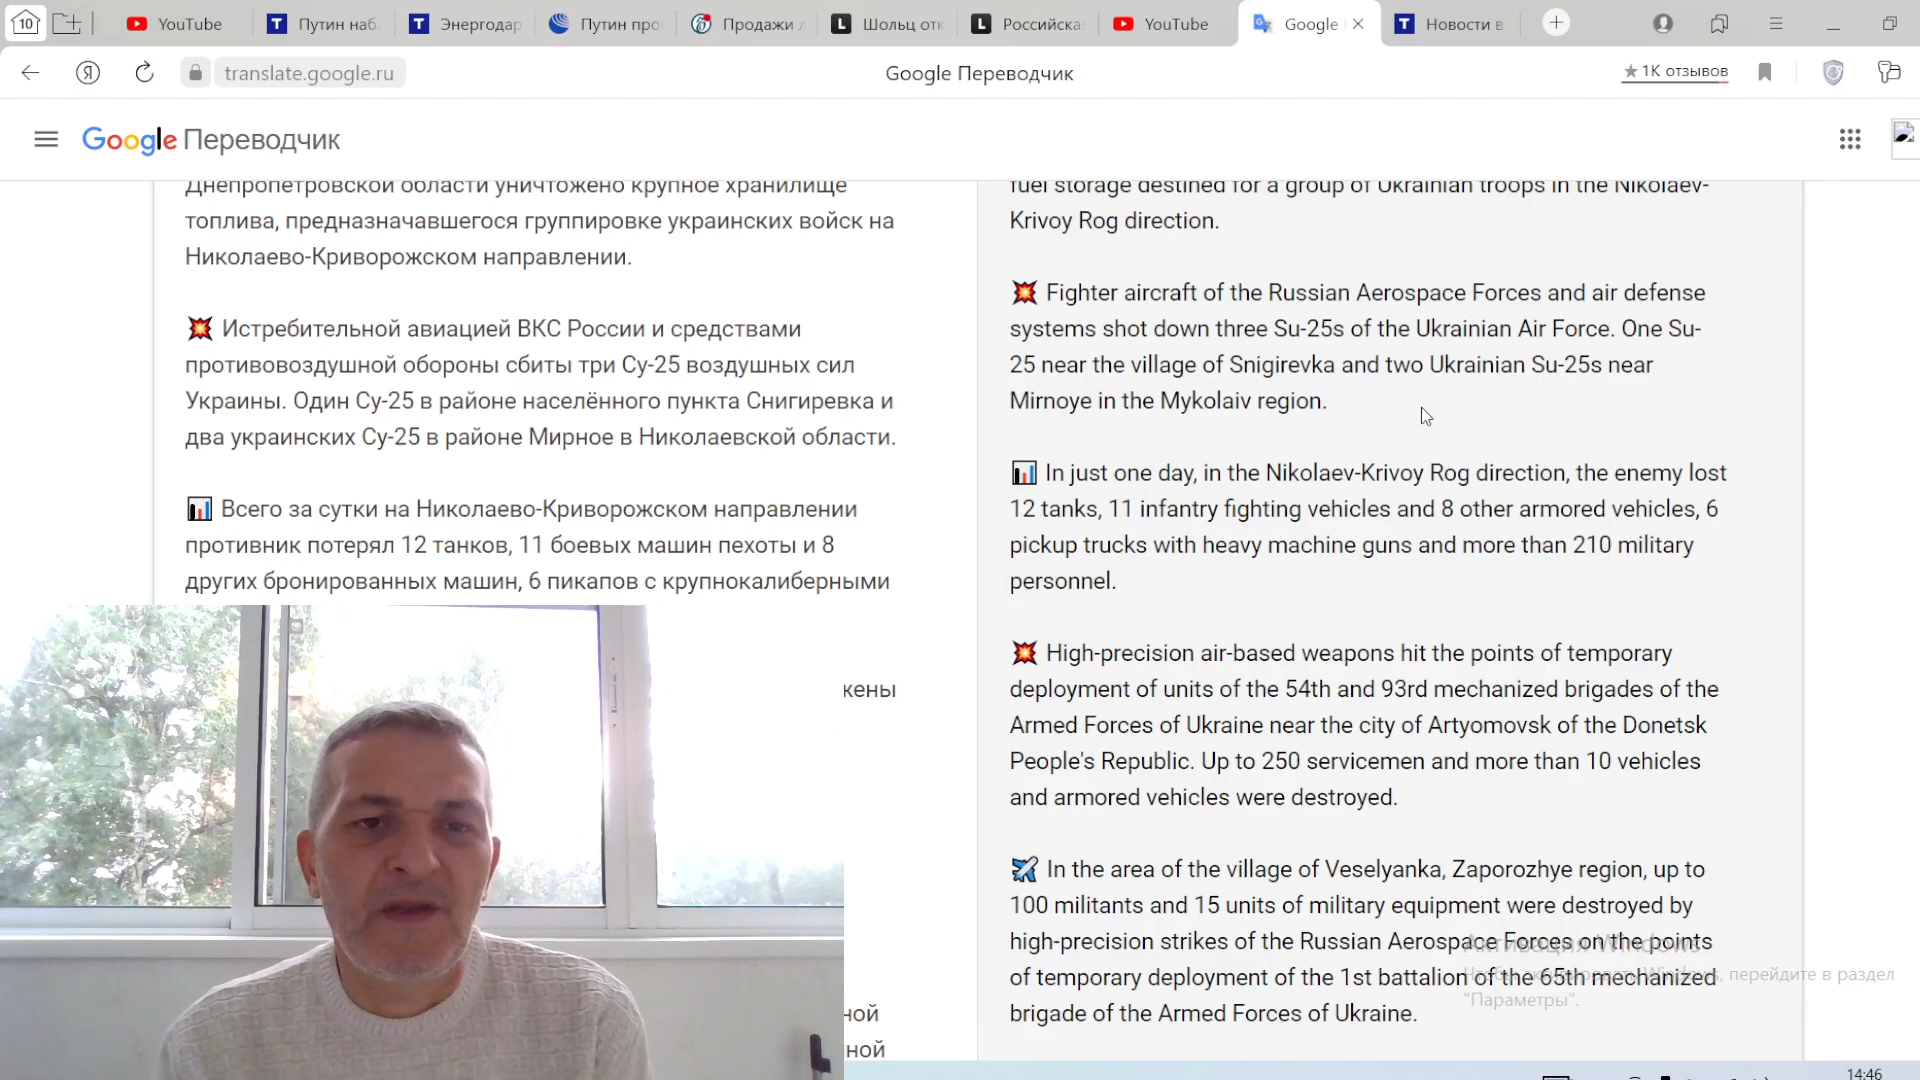 10
YouTube
Путин наб
Энергодар
Путин про
Продажи л
Шольц отк
Российска
YouTube
Google
Новости в
translate.google.ru
Google Переводчик
★ 1К отзывов
Google Переводчик
Днепропетровской области уничтожено крупное хранилище
топлива, предназначавшегося группировке украинских войск на
Николаево-Криворожском направлении.
💥 Истребительной авиацией ВКС России и средствами
противовоздушной обороны сбиты три Су-25 воздушных сил
Украины. Один Су-25 в районе населённого пункта Снигиревка и
два украинских Су-25 в районе Мирное в Николаевской области.
📊 Всего за сутки на Николаево-Криворожском направлении
противник потерял 12 танков, 11 боевых машин пехоты и 8
других бронированных машин, 6 пикапов с крупнокалиберными
жены
ной
ной
fuel storage destined for a group of Ukrainian troops in the Nikolaev-
Krivoy Rog direction.
💥 Fighter aircraft of the Russian Aerospace Forces and air defense
systems shot down three Su-25s of the Ukrainian Air Force. One Su-
25 near the village of Snigirevka and two Ukrainian Su-25s near
Mirnoye in the Mykolaiv region.
📊 In just one day, in the Nikolaev-Krivoy Rog direction, the enemy lost
12 tanks, 11 infantry fighting vehicles and 8 other armored vehicles, 6
pickup trucks with heavy machine guns and more than 210 military
personnel.
💥 High-precision air-based weapons hit the points of temporary
deployment of units of the 54th and 93rd mechanized brigades of the
Armed Forces of Ukraine near the city of Artyomovsk of the Donetsk
People's Republic. Up to 250 servicemen and more than 10 vehicles
and armored vehicles were destroyed.
✈️ In the area of the village of Veselyanka, Zaporozhye region, up to
100 militants and 15 units of military equipment were destroyed by
high-precision strikes of the Russian Aerospace Forces on the points
of temporary deployment of the 1st battalion of the 65th mechanized
brigade of the Armed Forces of Ukraine.
Активация Windows
Чтобы активировать Windows, перейдите в раздел
"Параметры".
14:46